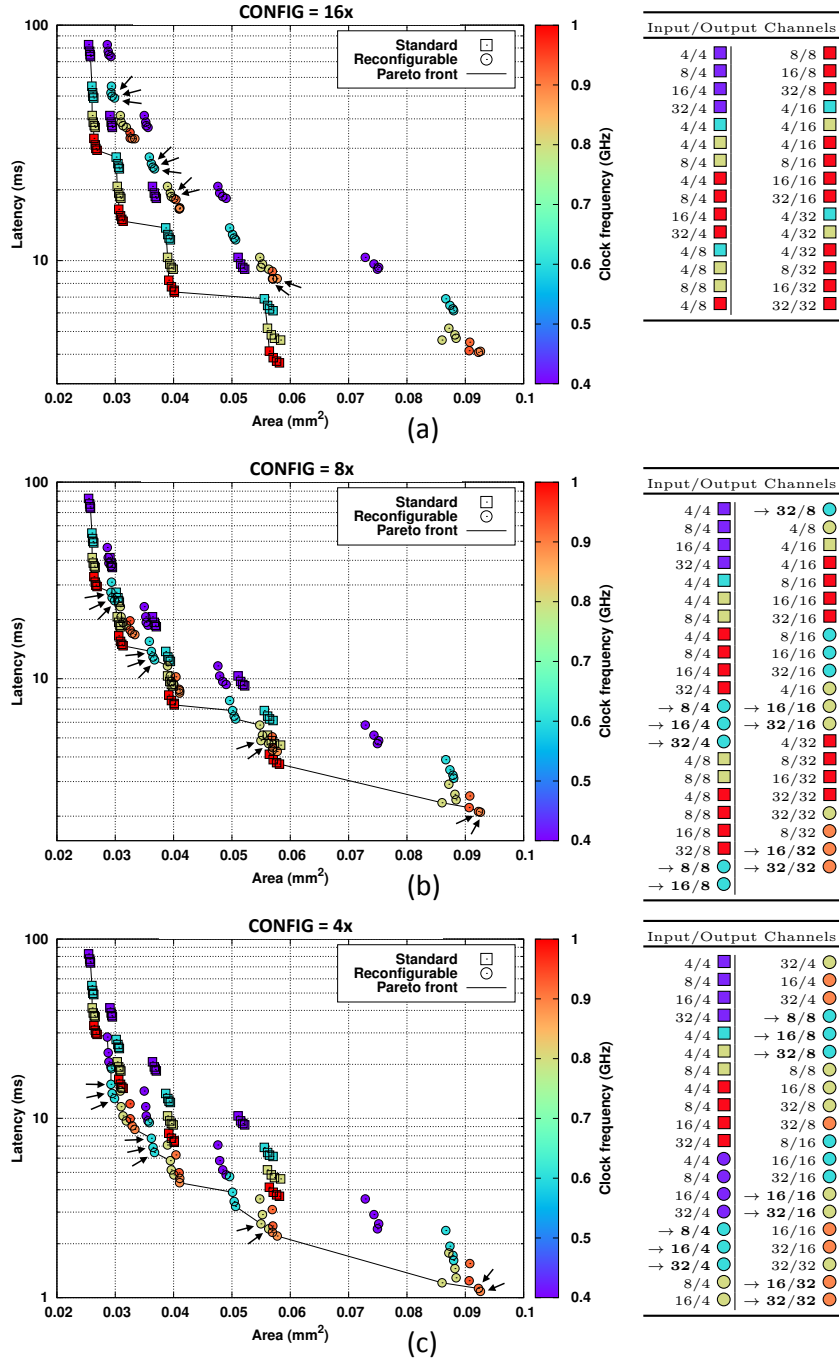 CONFIG = 16x
100
10
Latency (ms)
Standard
Reconfigurable
Pareto front
0.02 0.03 0.04 0.05 0.06 0.07 0.08 0.09 0.1
Area (mm2)
1
0.9
0.8
0.7
0.6
0.5
0.4
Clock frequency (GHz)
(a)
Input/Output Channels
4/4 8/8
8/4 16/8
16/4 32/8
32/4 4/16
4/4 4/16
4/4 4/16
8/4 8/16
4/4 16/16
8/4 32/16
16/4 4/32
32/4 4/32
4/8 4/32
4/8 8/32
8/8 16/32
4/8 32/32
CONFIG = 8x
100
10
Latency (ms)
Standard
Reconfigurable
Pareto front
0.02 0.03 0.04 0.05 0.06 0.07 0.08 0.09 0.1
Area (mm2)
1
0.9
0.8
0.7
0.6
0.5
0.4
Clock frequency (GHz)
(b)
Input/Output Channels
4/4 → 32/8
8/4 4/8
16/4 4/16
32/4 4/16
4/4 8/16
4/4 16/16
8/4 32/16
4/4 8/16
8/4 16/16
16/4 32/16
32/4 4/16
→ 8/4 → 16/16
→ 16/4 → 32/16
→ 32/4 4/32
4/8 8/32
8/8 16/32
4/8 32/32
8/8 32/32
16/8 8/32
32/8 → 16/32
→ 8/8 → 32/32
→ 16/8
CONFIG = 4x
100
10
1
Latency (ms)
Standard
Reconfigurable
Pareto front
0.02 0.03 0.04 0.05 0.06 0.07 0.08 0.09 0.1
Area (mm2)
1
0.9
0.8
0.7
0.6
0.5
0.4
Clock frequency (GHz)
(c)
Input/Output Channels
4/4 32/4
8/4 16/4
16/4 32/4
32/4 → 8/8
4/4 → 16/8
4/4 → 32/8
8/4 8/8
4/4 16/8
8/4 32/8
16/4 32/8
32/4 8/16
4/4 16/16
8/4 32/16
16/4 → 16/16
32/4 → 32/16
→ 8/4 16/16
→ 16/4 32/16
→ 32/4 32/32
8/4 → 16/32
16/4 → 32/32